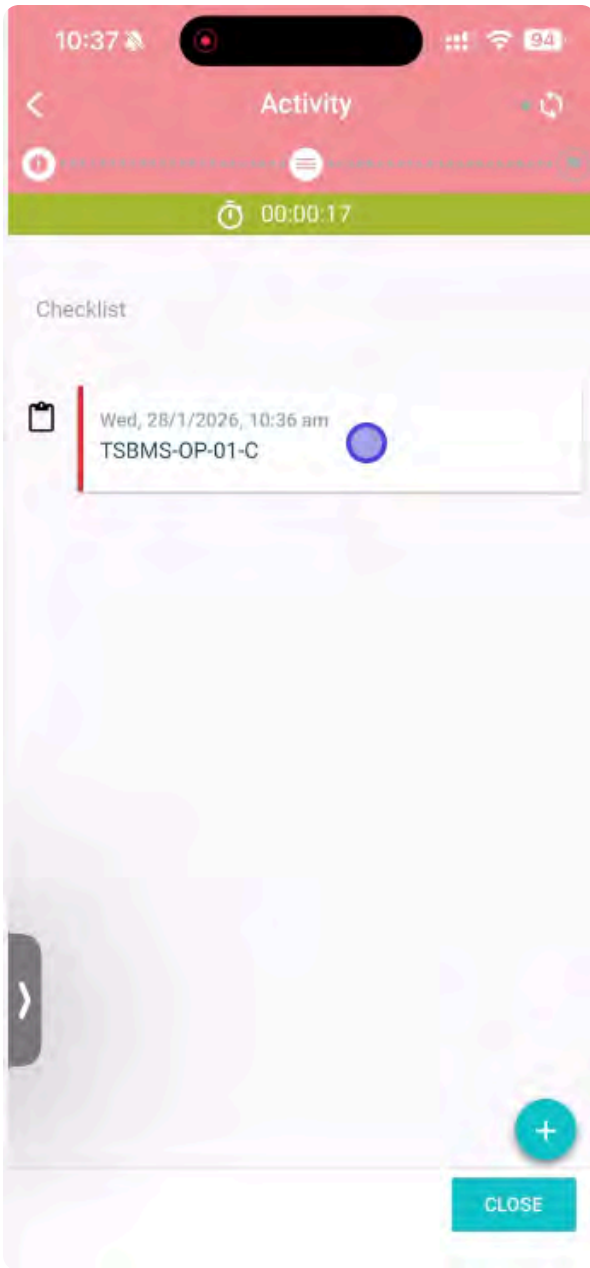 10:37
94
Activity
00:00:17
Checklist
Wed, 28/1/2026, 10:36 am
TSBMS-OP-01-C
CLOSE